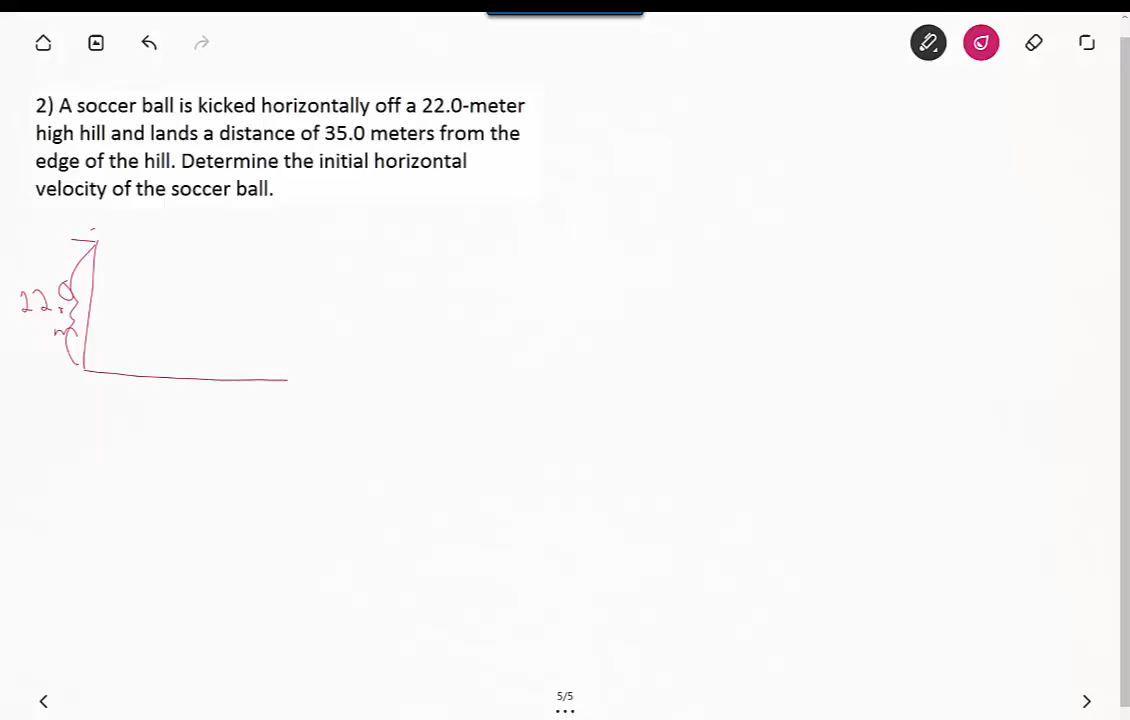 2) A soccer ball is kicked horizontally off a 22.0-meter
high hill and lands a distance of 35.0 meters from the
edge of the hill. Determine the initial horizontal
velocity of the soccer ball.
22.0
m
5/5